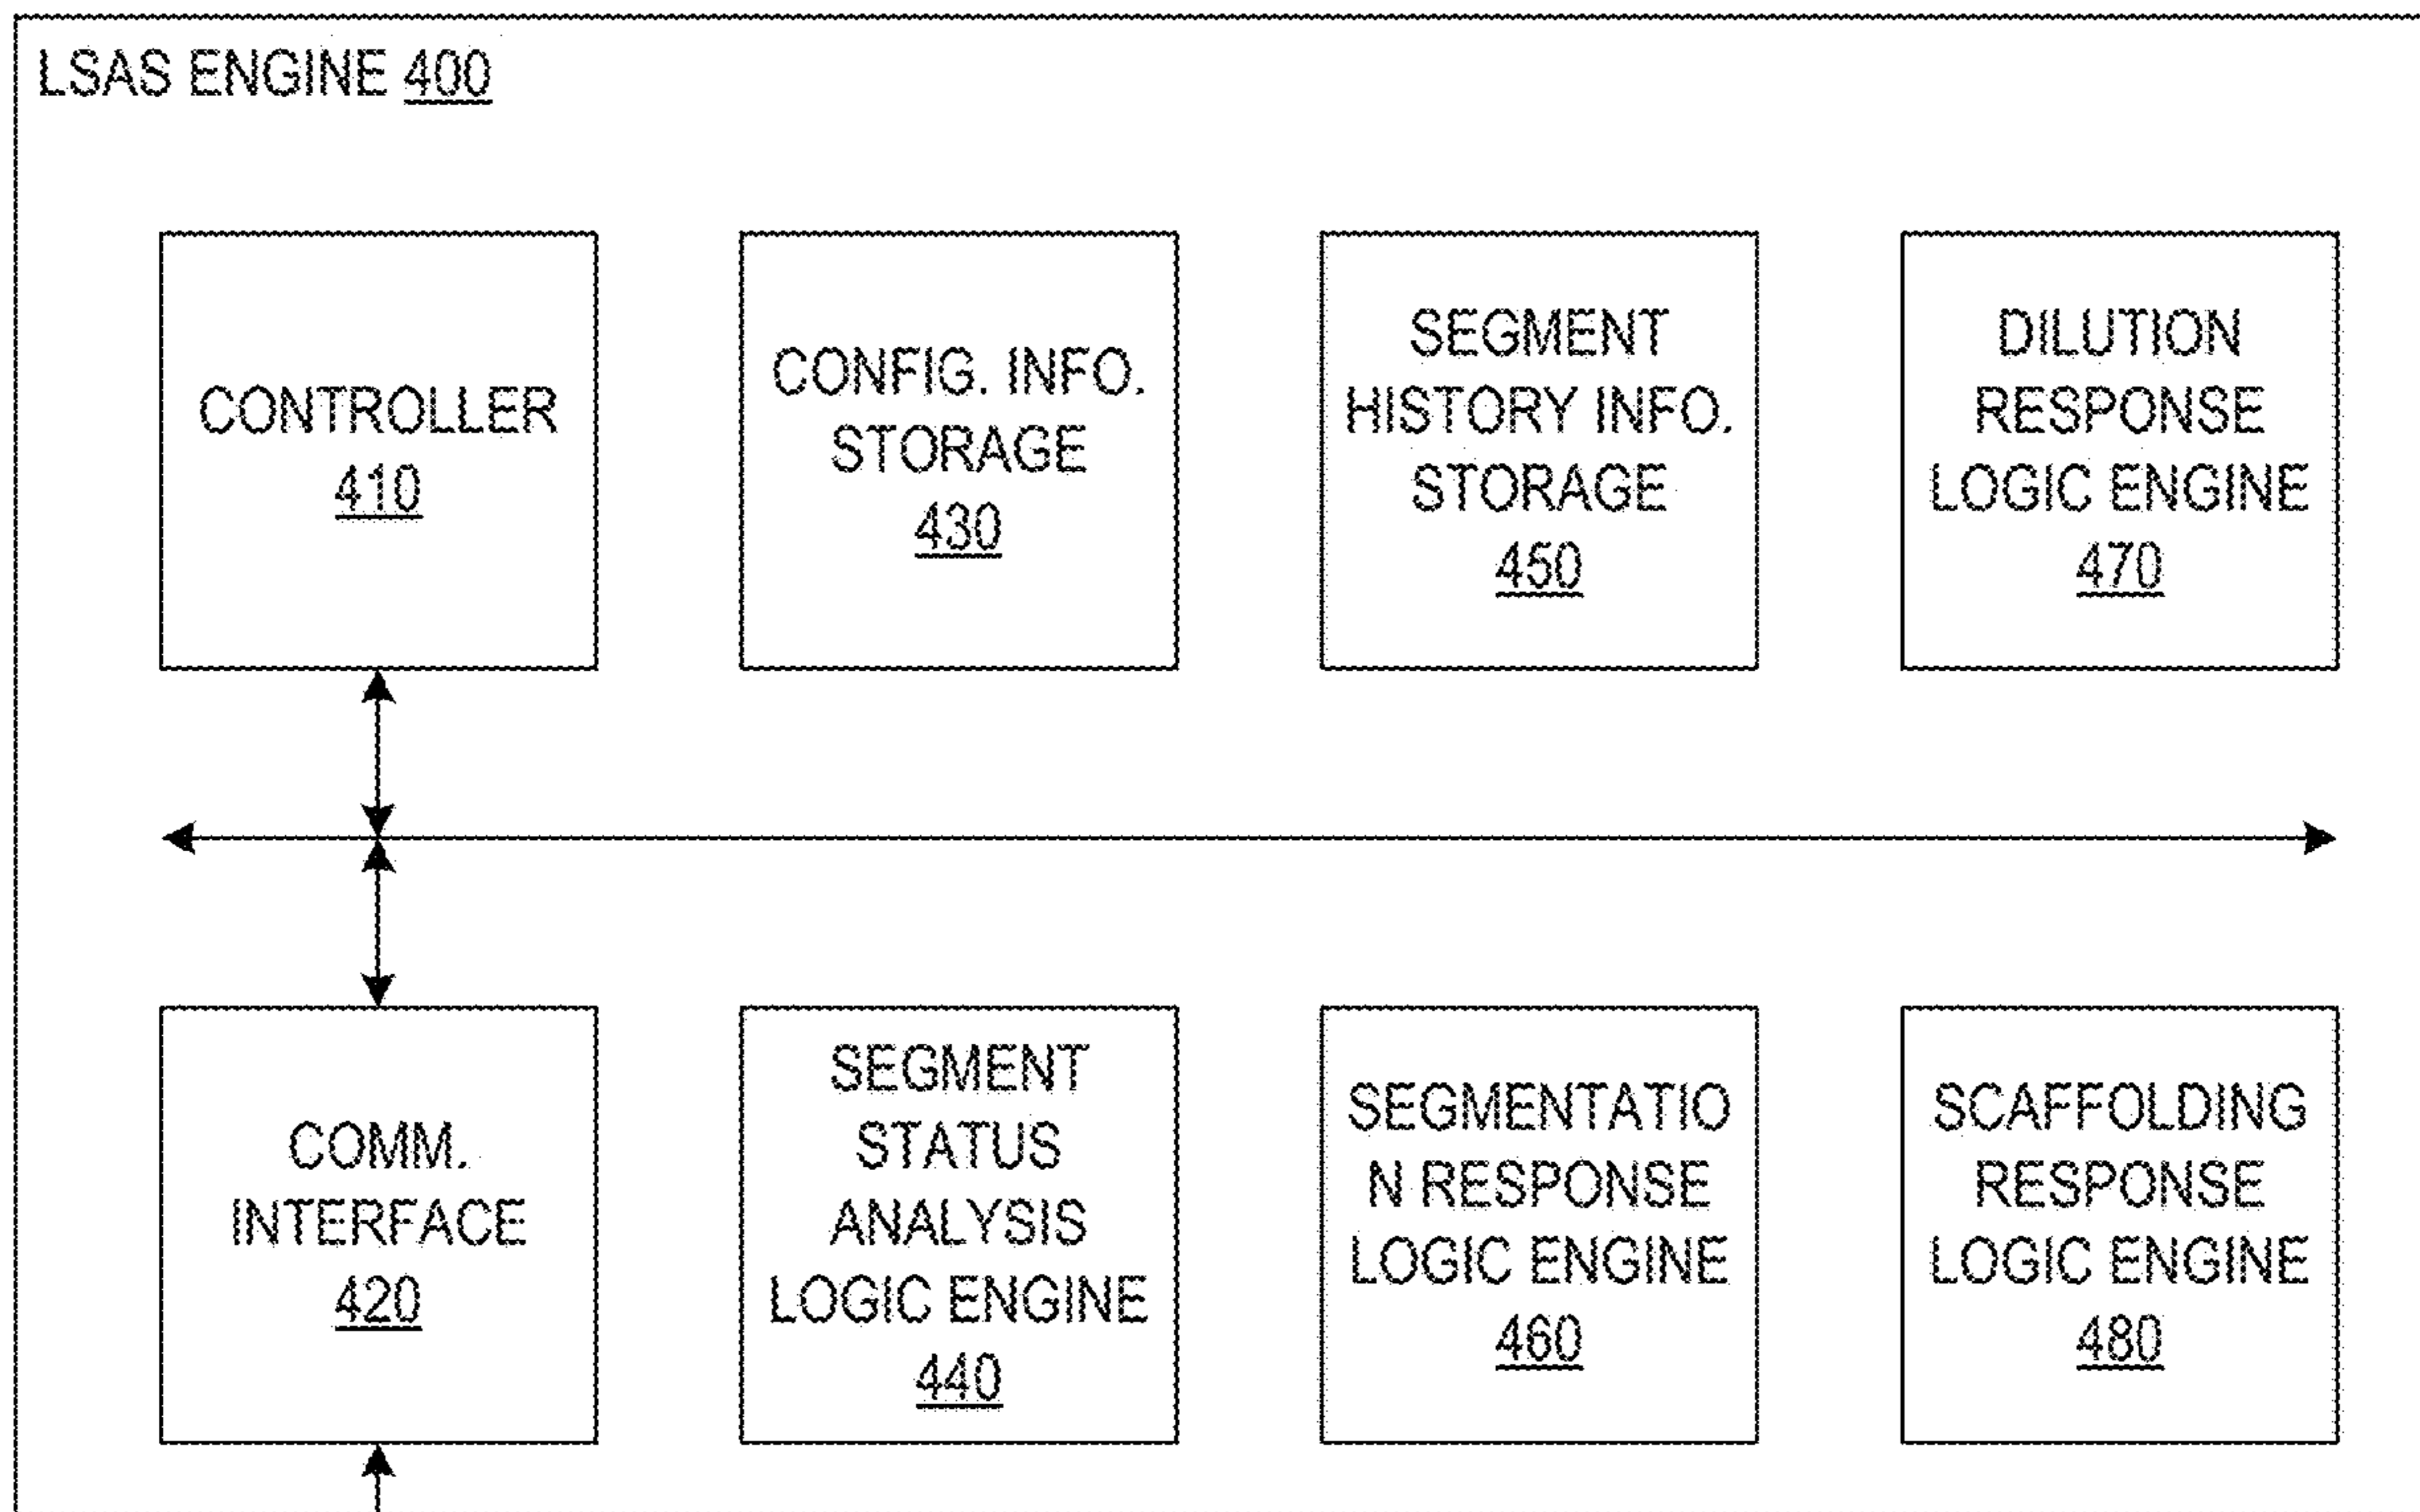 LSAS ENGINE 400
CONTROLLER
410
CONFIG. INFO.
STORAGE
430
SEGMENT
HISTORY INFO.
STORAGE
450
DILUTION
RESPONSE
LOGIC ENGINE
470
COMM.
INTERFACE
420
SEGMENT
STATUS
ANALYSIS
LOGIC ENGINE
440
SEGMENTATIO
N RESPONSE
LOGIC ENGINE
460
SCAFFOLDING
RESPONSE
LOGIC ENGINE
480